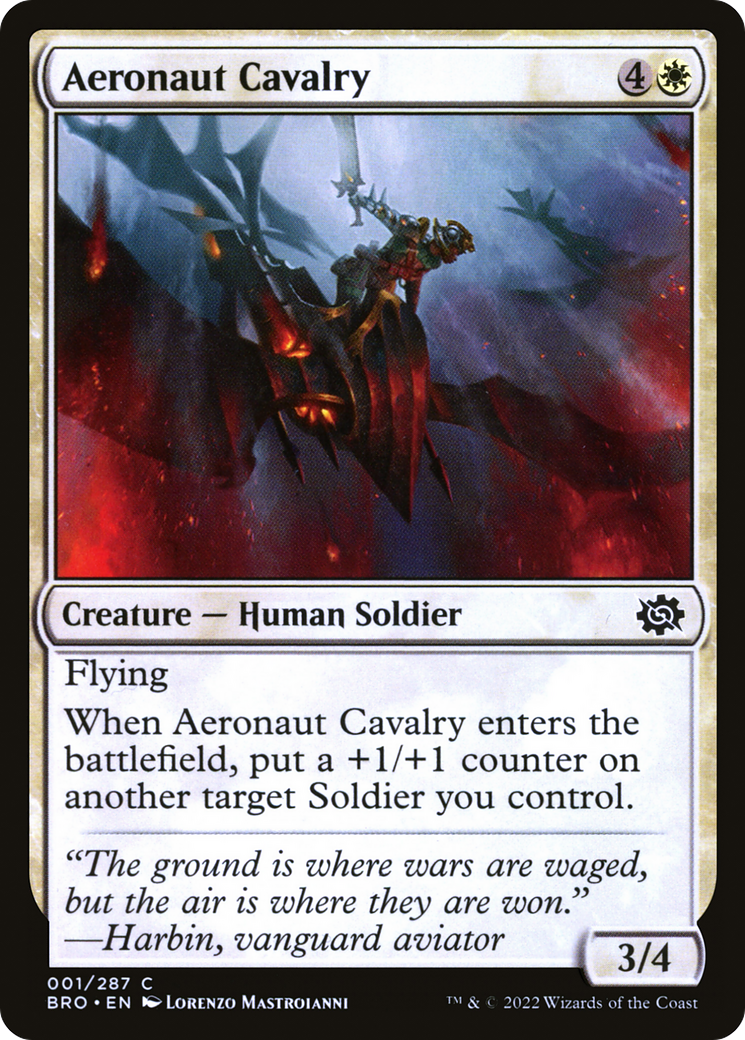 Aeronaut Cavalry 4
Creature — Human Soldier
Flying
When Aeronaut Cavalry enters the
battlefield, put a +1/+1 counter on
another target Soldier you control.
“The ground is where wars are waged,
but the air is where they are won.”
—Harbin, vanguard aviator
3/4
001/287 C
BRO • EN Lorenzo Mastroianni ™ & © 2022 Wizards of the Coast